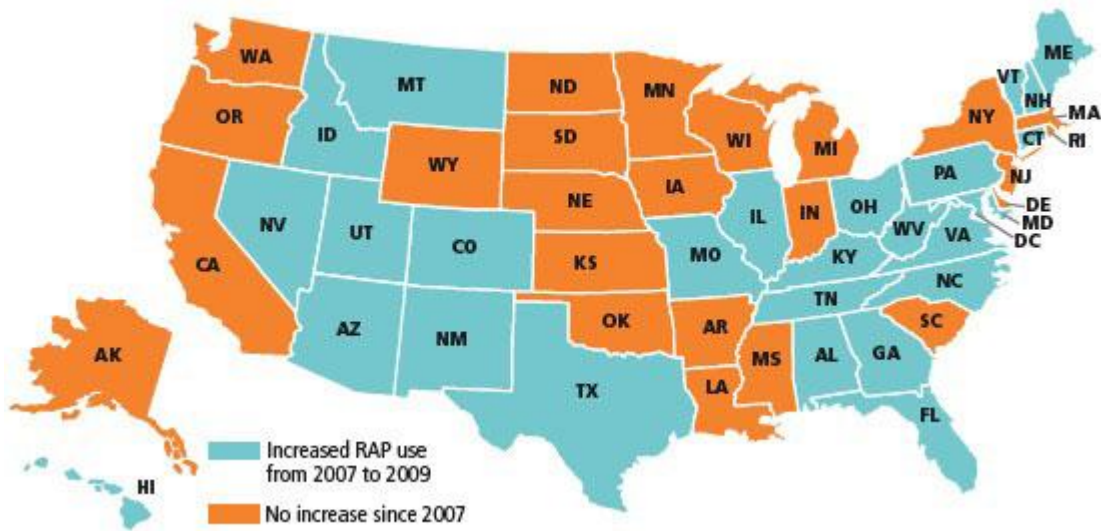 ME
WA
VT
MT
ND
MN
NH
MA
OR
NY
ID
WI
CT
RI
SD
MI
WY
PA
NJ
IA
NE
DE
OH
IL
IN
NV
MD
UT
WV
VA
DC
CO
KY
CA
KS
MO
NC
TN
OK
AR
SC
AZ
NM
AK
MS
AL
GA
LA
TX
FL
Increased RAP use
from 2007 to 2009
HI
No increase since 2007